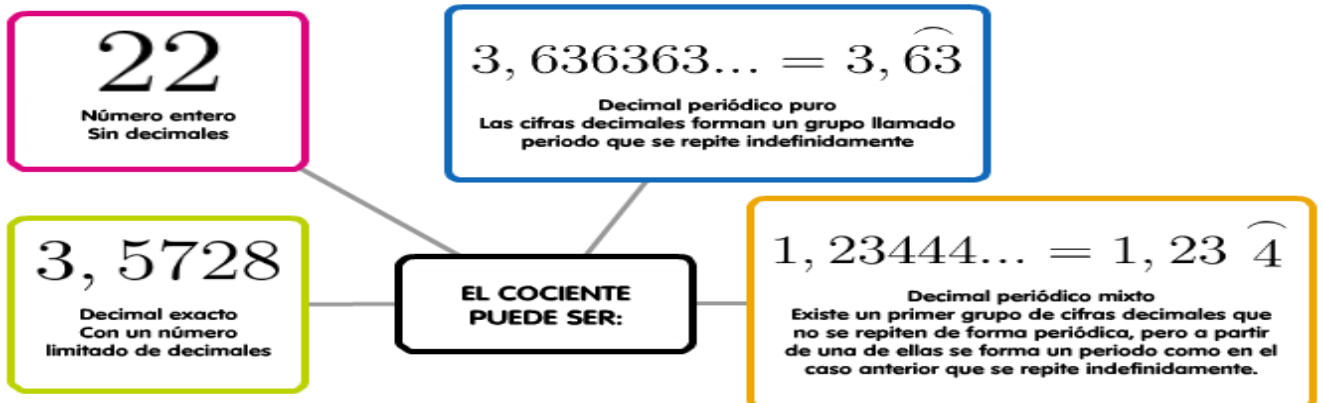 22
Número entero
Sin decimales
3, 636363... = 3, 6͡3
Decimal periódico puro
Las cifras decimales forman un grupo llamado
periodo que se repite indefinidamente
3, 5728
Decimal exacto
Con un número
limitado de decimales
EL COCIENTE
PUEDE SER:
1, 23444... = 1, 23 4̑
Decimal periódico mixto
Existe un primer grupo de cifras decimales que
no se repiten de forma periódica, pero a partir
de una de ellas se forma un periodo como en el
caso anterior que se repite indefinidamente.